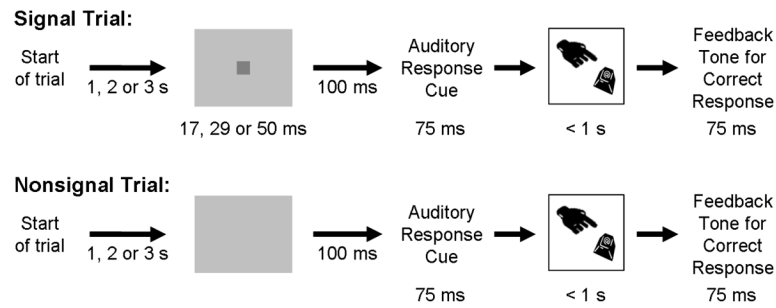 Signal Trial:
Start
of trial
1, 2 or 3 s
17, 29 or 50 ms
100 ms
Auditory
Response
Cue
75 ms
< 1 s
Feedback
Tone for
Correct
Response
75 ms
Nonsignal Trial:
Start
of trial
1, 2 or 3 s
100 ms
Auditory
Response
Cue
75 ms
< 1 s
Feedback
Tone for
Correct
Response
75 ms